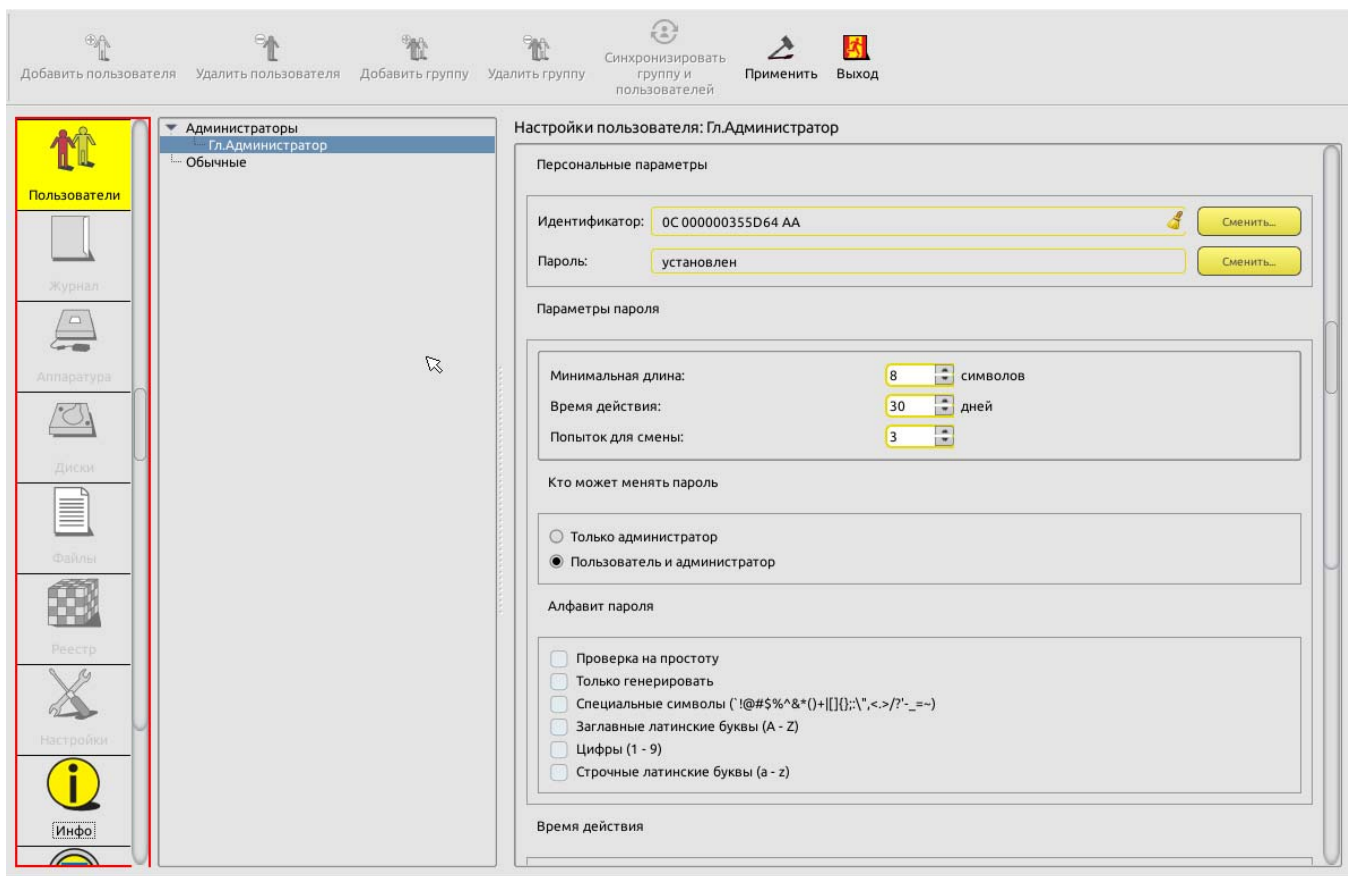 Добавить пользователя
Удалить пользователя
Добавить группу
Удалить группу
Синхронизировать
группу и
пользователей
Применить
Выход
Пользователи
Журнал
Аппаратура
Диски
Файлы
Реестр
Настройки
Инфо
Администраторы
Гл.Администратор
Обычные
Настройки пользователя: Гл.Администратор
Персональные параметры
Идентификатор: 0C 000000355D64 AA Сменить...
Пароль: установлен Сменить...
Параметры пароля
Минимальная длина: 8 символов
Время действия: 30 дней
Попыток для смены: 3
Кто может менять пароль
Только администратор
Пользователь и администратор
Алфавит пароля
Проверка на простоту
Только генерировать
Специальные символы (`!@#$%^&*()+|[]{};:\",<.>/?'-_=~)
Заглавные латинские буквы (A - Z)
Цифры (1 - 9)
Строчные латинские буквы (a - z)
Время действия